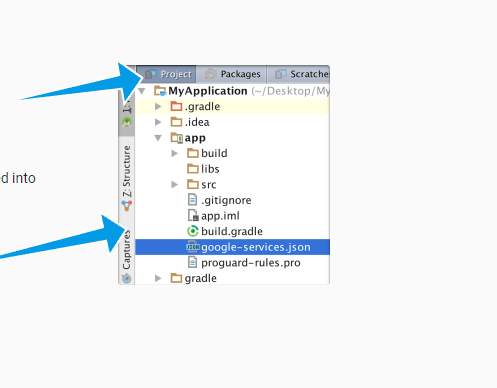 Project Packages Scratches
MyApplication (~/Desktop/My
.gradle
.idea
app
build
libs
src
.gitignore
app.iml
build.gradle
google-services.json
proguard-rules.pro
gradle
ed into
1:
Z: Structure
Captures